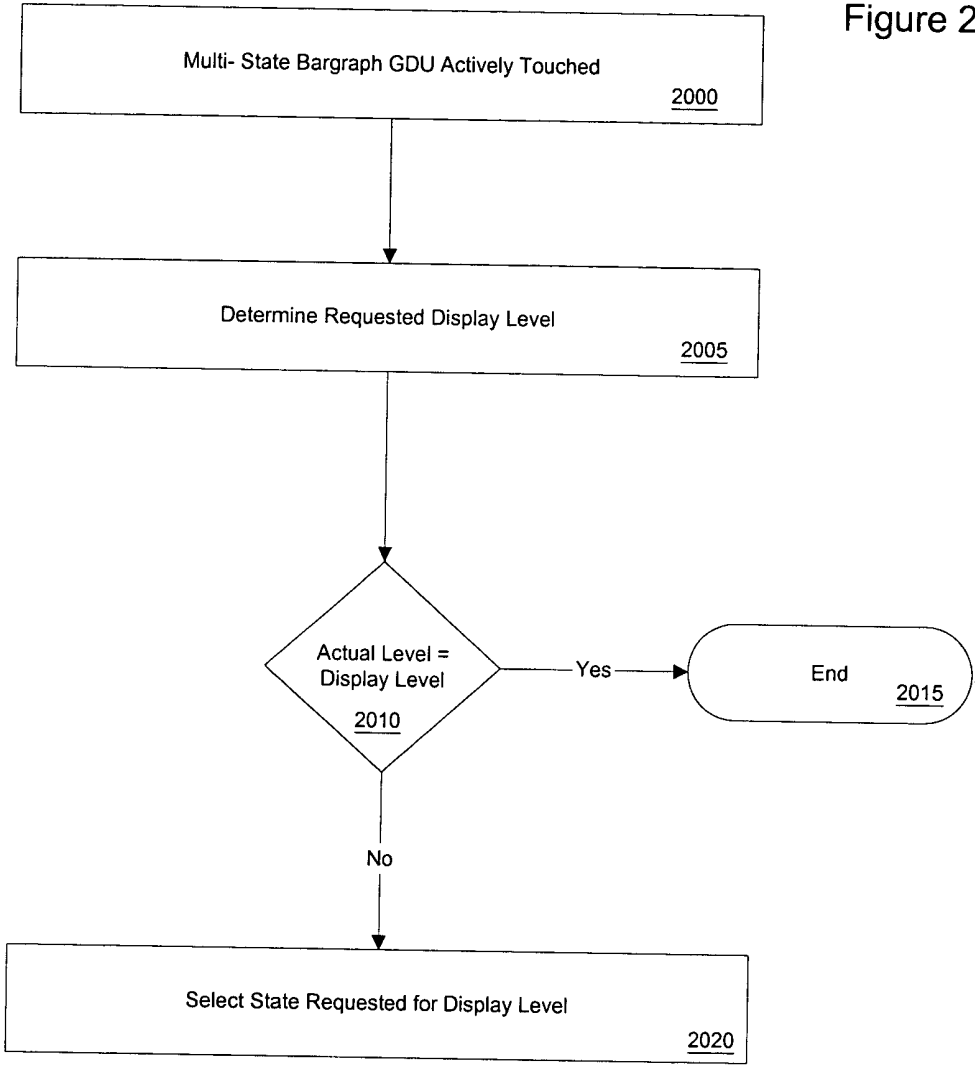 Figure 2
Multi- State Bargraph GDU Actively Touched
2000
Determine Requested Display Level
2005
Actual Level =
Display Level
2010
Yes
End
2015
No
Select State Requested for Display Level
2020